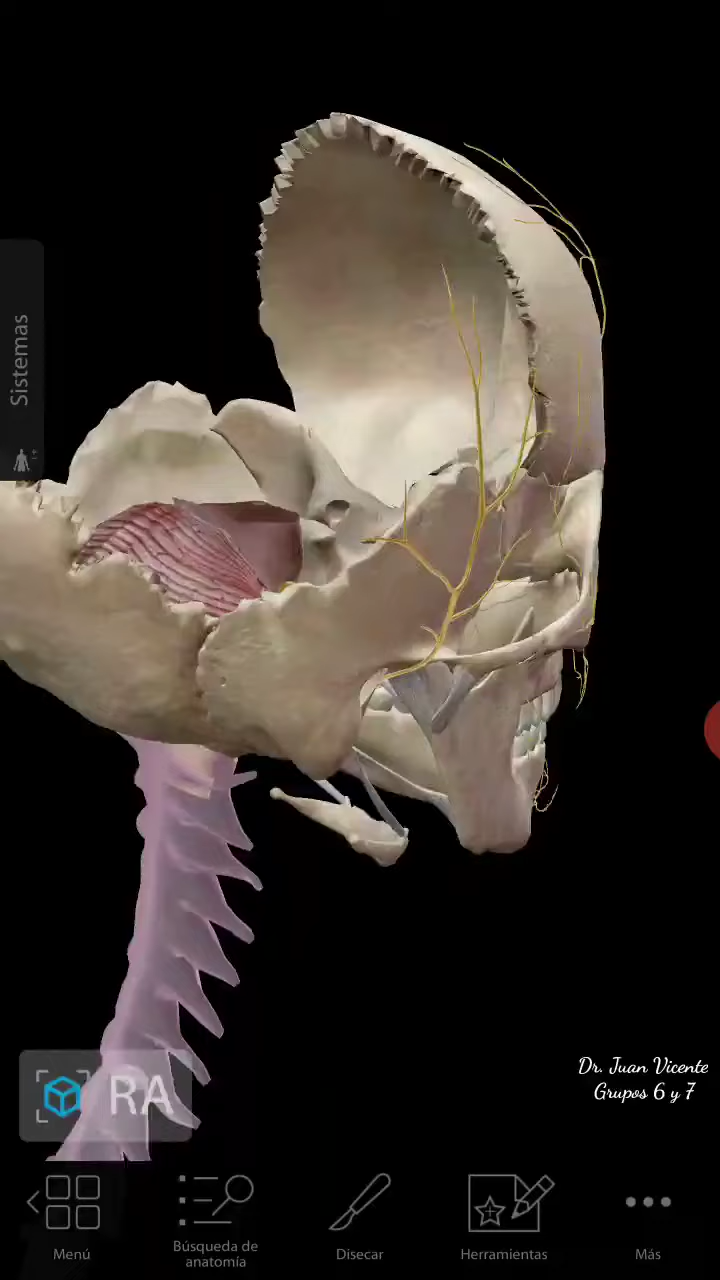 Sistemas
Dr. Juan Vicente
Grupos 6 y 7
RA
Menú
Búsqueda de
anatomía
Disecar
Herramientas
Más